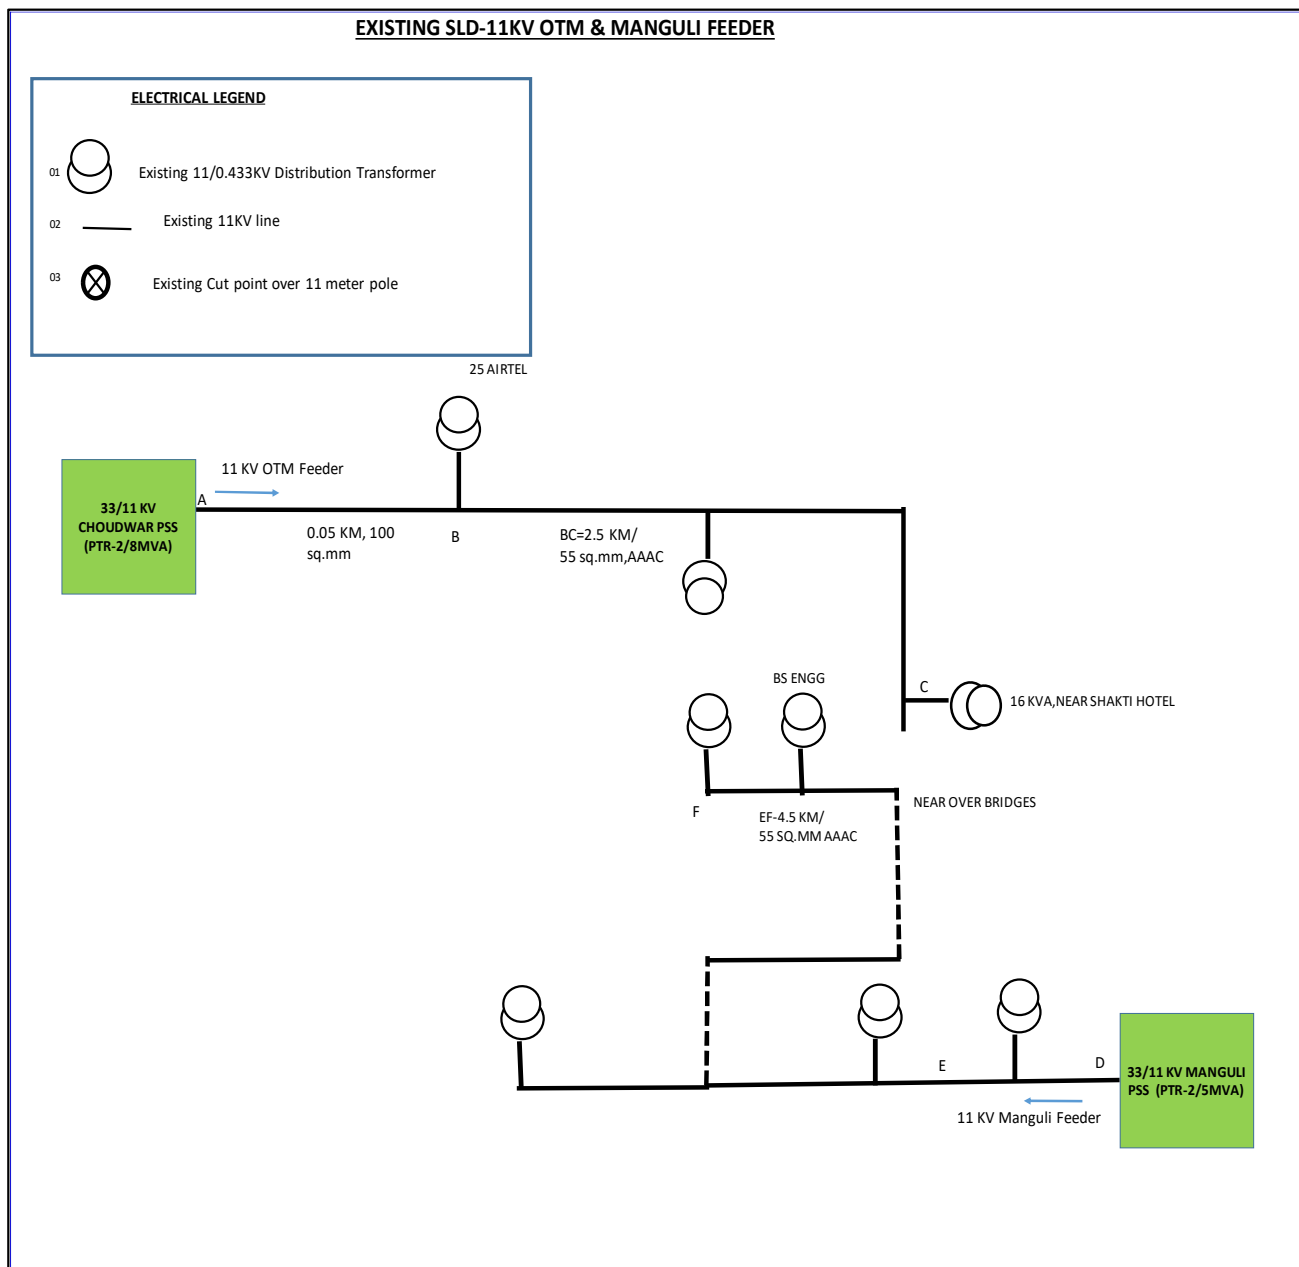 EXISTING SLD-11KV OTM & MANGULI FEEDER
ELECTRICAL LEGEND
01 Existing 11/0.433KV Distribution Transformer
02 Existing 11KV line
03 Existing Cut point over 11 meter pole
25 AIRTEL
11 KV OTM Feeder
33/11 KV
CHOUDWAR PSS
(PTR-2/8MVA)
A
0.05 KM, 100
sq.mm
B
BC=2.5 KM/
55 sq.mm,AAAC
BS ENGG
C
16 KVA,NEAR SHAKTI HOTEL
F
NEAR OVER BRIDGES
EF-4.5 KM/
55 SQ.MM AAAC
E
D
33/11 KV MANGULI
PSS (PTR-2/5MVA)
11 KV Manguli Feeder